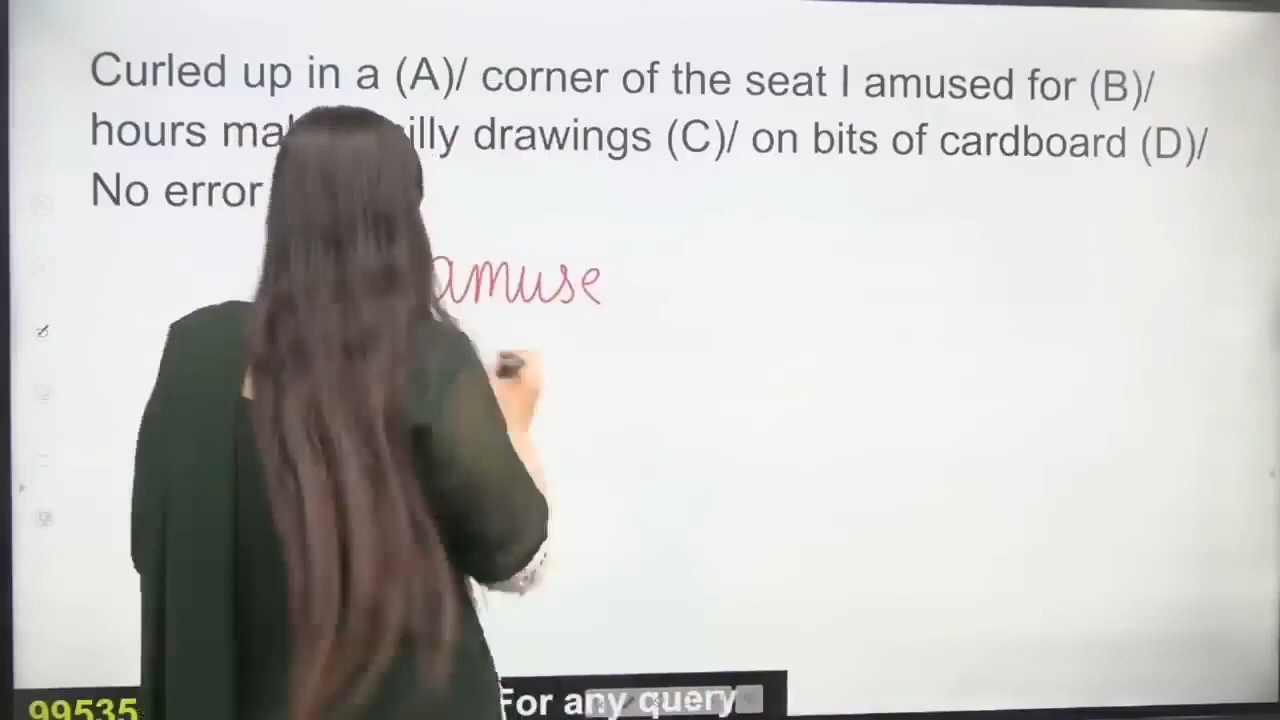 Curled up in a (A)/ corner of the seat I amused for (B)/
hours drawings (C)/ on bits of cardboard (D)/
No error
amuse
99535
For any query